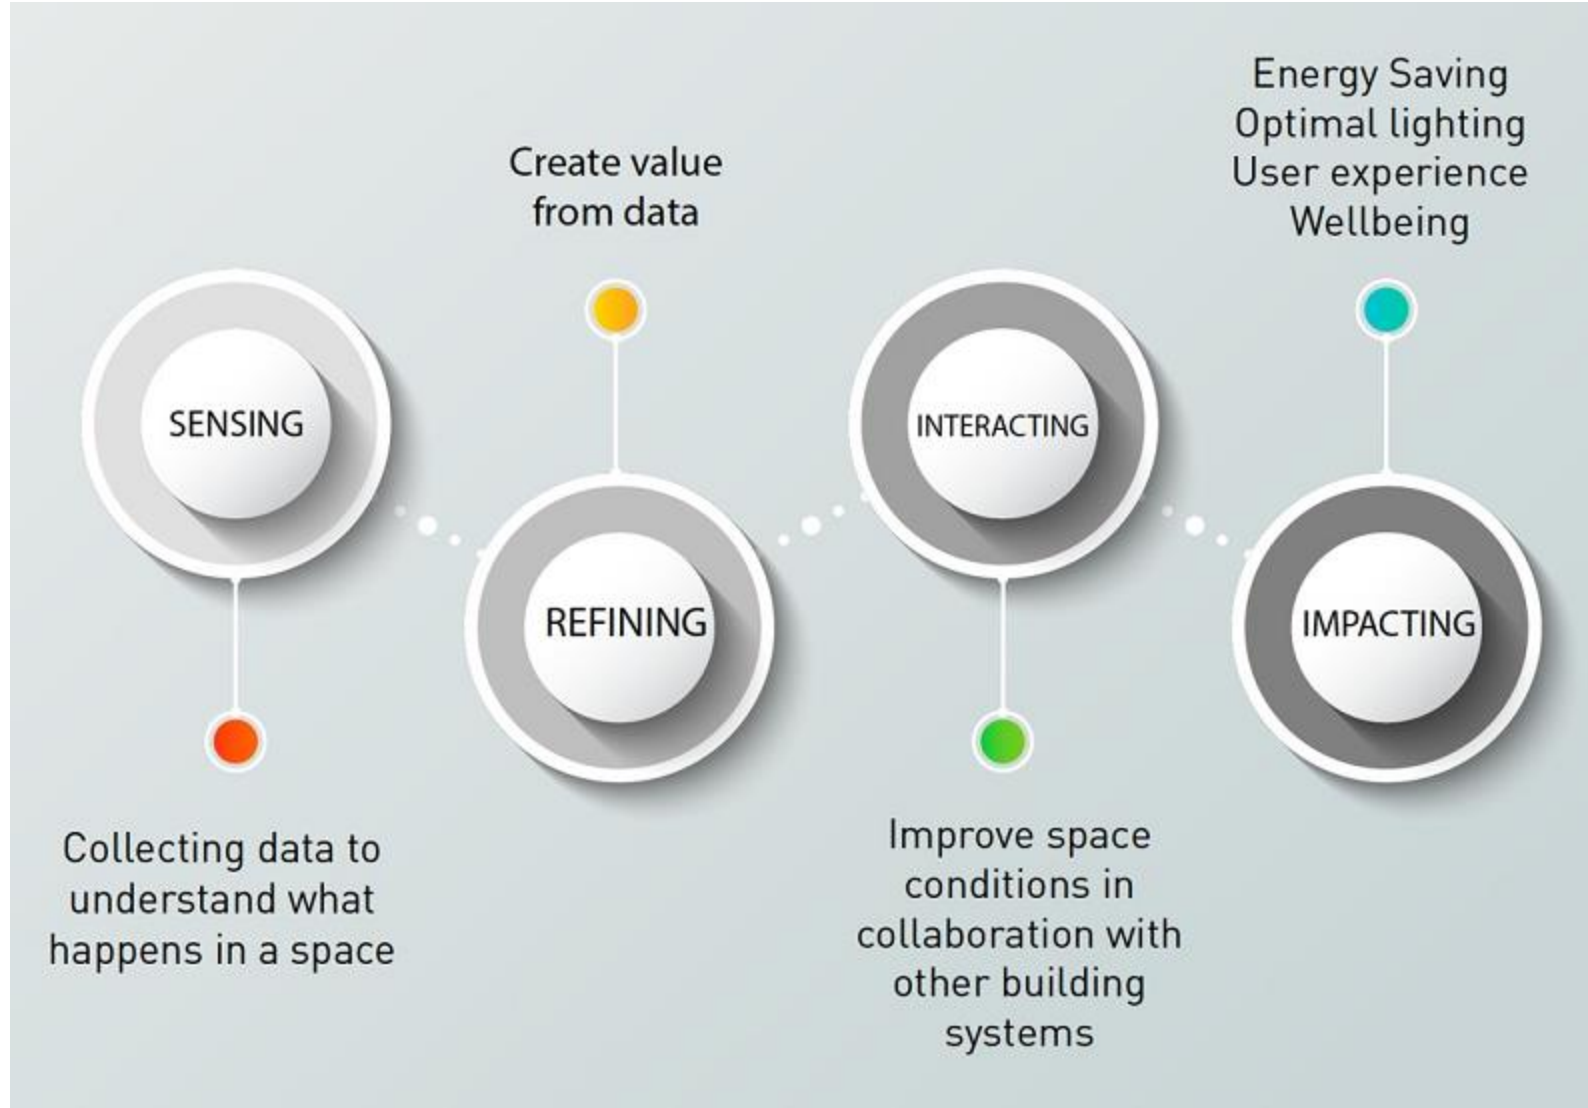 SENSING
Collecting data to
understand what
happens in a space
Create value
from data
REFINING
INTERACTING
Improve space
conditions in
collaboration with
other building
systems
Energy Saving
Optimal lighting
User experience
Wellbeing
IMPACTING